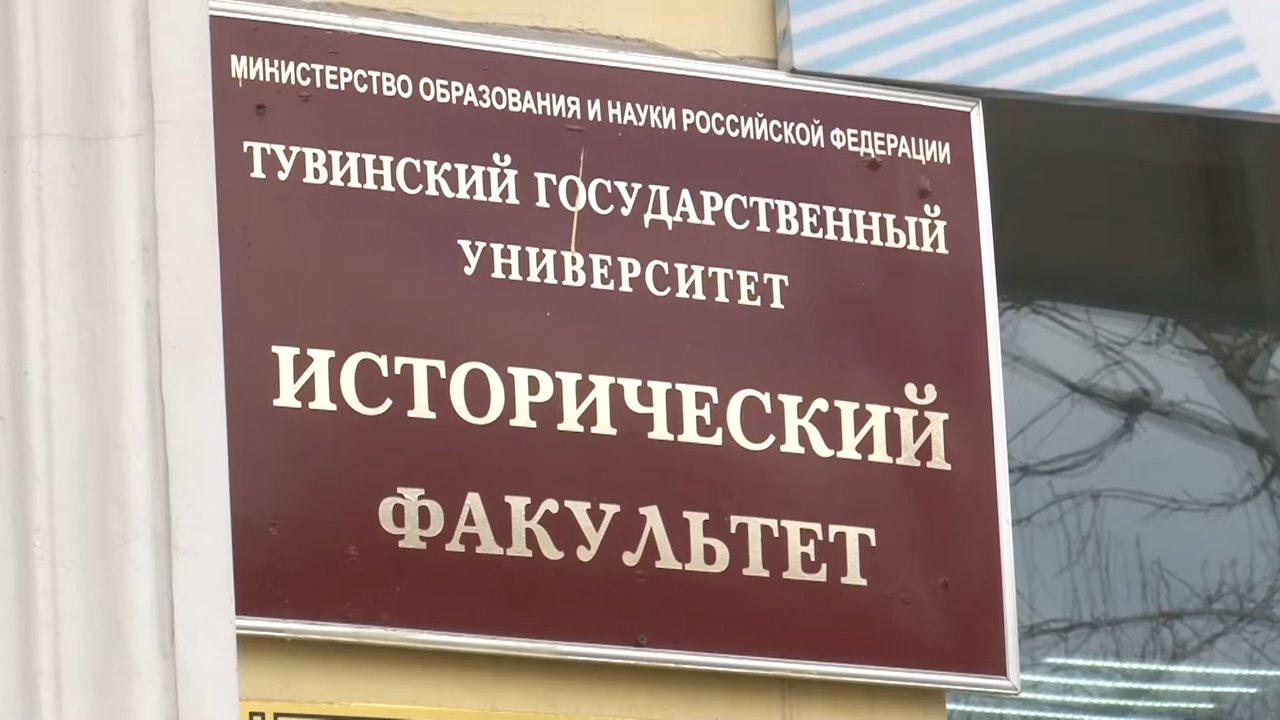 МИНИСТЕРСТВО ОБРАЗОВАНИЯ И НАУКИ РОССИЙСКОЙ ФЕДЕРАЦИИ
ТУВИНСКИЙ ГОСУДАРСТВЕННЫЙ
УНИВЕРСИТЕТ
ИСТОРИЧЕСКИЙ
ФАКУЛЬТЕТ